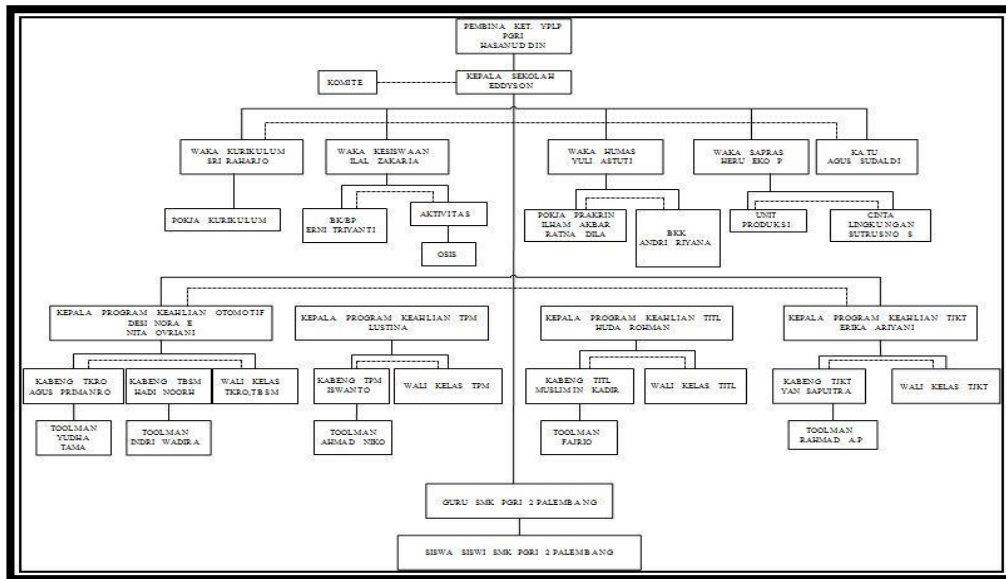 PEMBINA KET. YPLP
PGRI
HASANUDDIN
KOMITE
KEPALA SEKOLAH
EDDYSON
WAKA KURIKULUM
SRI RAHARJO
WAKA KESISWAAN
ILAL ZAKARIA
WAKA HUMAS
YULI ASTUTI
WAKA SAPRAS
HERU EKO P
KA.TU
AGUS SUDALDI
POKJA KURIKULUM
BK/BP
ERNI TRIYANTI
AKTIVITAS
OSIS
POKJA PRAKRIN
ILHAM AKBAR
RATNA DILA
BKK
ANDRI RIYANA
UNIT
PRODUKSI
CINTA
LINGKUNGAN
SUTRUSNO S
KEPALA PROGRAM KEAHLIAN OTOMOTIF
DESI NORA E
NITA OVRIANI
KEPALA PROGRAM KEAHLIAN TPM
LUSTINA
KEPALA PROGRAM KEAHLIAN TITL
HUDA ROHMAN
KEPALA PROGRAM KEAHLIAN TJKT
ERIKA ARIYANI
KABENG TKRO
AGUS PRIMANRO
KABENG TBSM
HADI NOORH
WALI KELAS
TKRO,TBSM
KABENG TPM
ISWANTO
WALI KELAS TPM
KABENG TITL
MUSLIMIN KADIR
WALI KELAS TITL
KABENG TJKT
YAN SAPUITRA
WALI KELAS TJKT
TOOLMAN
YUDHA
TAMA
TOOLMAN
INDRI WADIRA
TOOLMAN
AHMAD NIKO
TOOLMAN
FAJRIO
TOOLMAN
RAHMAD A.P
GURU SMK PGRI 2 PALEMBANG
SISWA SISWI SMK PGRI 2 PALEMBANG